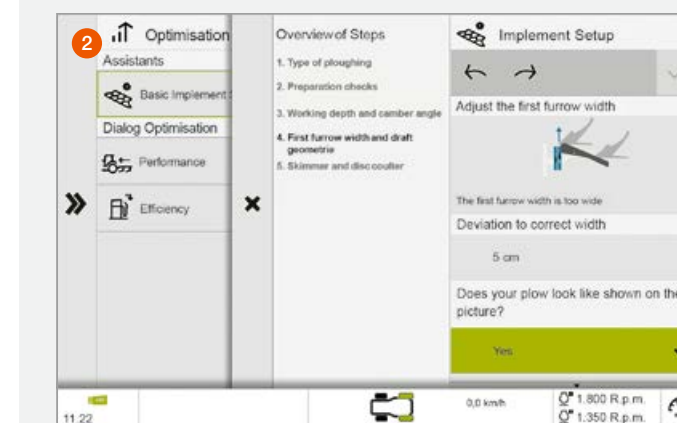 2
Optimisation
Assistants
Basic Implement
Dialog Optimisation
Performance
Efficiency
Overview of Steps
1. Type of ploughing
2. Preparation checks
3. Working depth and camber angle
4. First furrow width and draft
geometrie
5. Skimmer and disc coulter
Implement Setup
Adjust the first furrow width
The first furrow width is too wide
Deviation to correct width
5 cm
Does your plow look like shown on the
picture?
Yes
11.22
0,0 km/h
1.800 R.p.m.
1.350 R.p.m.